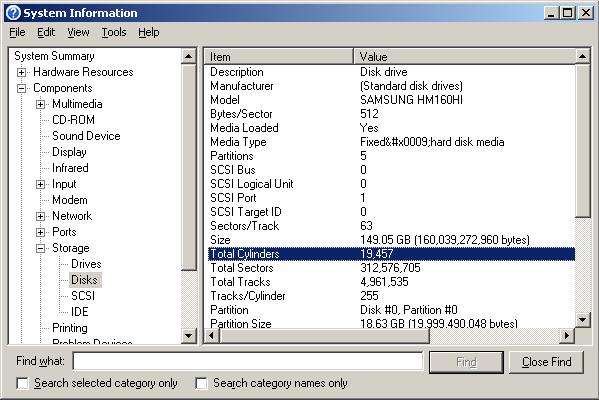 System Information
File Edit View Tools Help
System Summary
Hardware Resources
Components
Multimedia
CD-ROM
Sound Device
Display
Infrared
Input
Modem
Network
Ports
Storage
Drives
Disks
SCSI
IDE
Printing
Problem Devices
Item Value
Description Disk drive
Manufacturer (Standard disk drives)
Model SAMSUNG HM160HI
Bytes/Sector 512
Media Loaded Yes
Media Type Fixed&#x0009;hard disk media
Partitions 5
SCSI Bus 0
SCSI Logical Unit 0
SCSI Port 1
SCSI Target ID 0
Sectors/Track 63
Size 149.05 GB (160,039,272,960 bytes)
Total Cylinders 19,457
Total Sectors 312,576,705
Total Tracks 4,961,535
Tracks/Cylinder 255
Partition Disk #0, Partition #0
Partition Size 18.63 GB (19,999,490,048 bytes)
Find what: Find Close Find
Search selected category only Search category names only